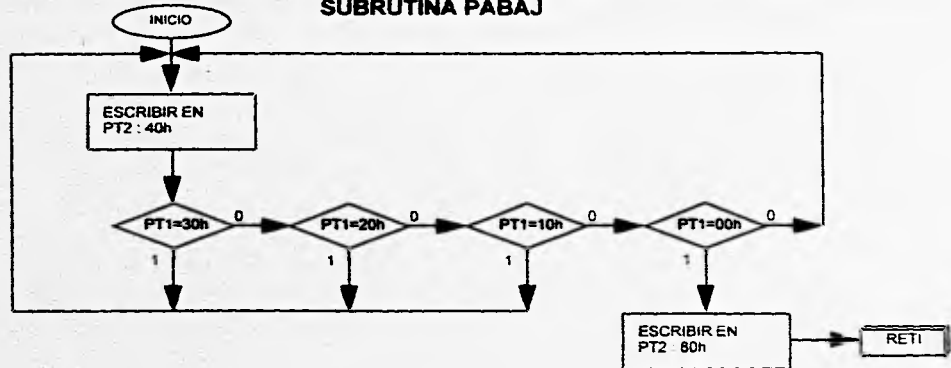 SUBRUTINA PABAJ
INICIO
ESCRIBIR EN
PT2 : 40h
PT1=30h
0
PT1=20h
0
PT1=10h
0
PT1=00h
0
1
1
1
1
ESCRIBIR EN
PT2 : 80h
RETI